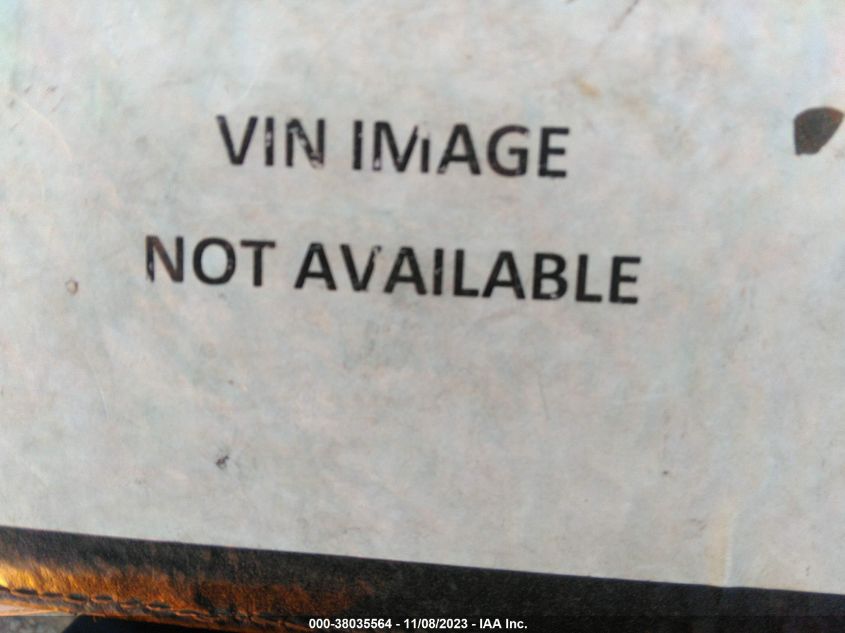 VIN IMAGE
NOT AVAILABLE
000-38035564 - 11/08/2023 - IAA Inc.